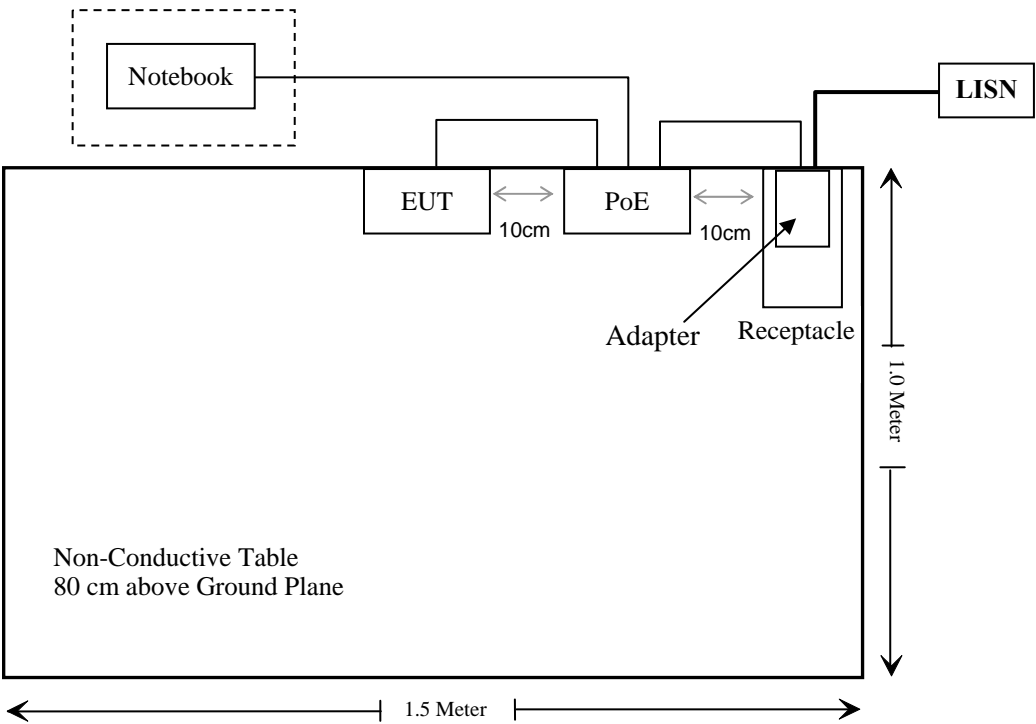 Notebook
LISN
EUT
PoE
10cm
10cm
Adapter
Receptacle
1.0 Meter
Non-Conductive Table
80 cm above Ground Plane
1.5 Meter